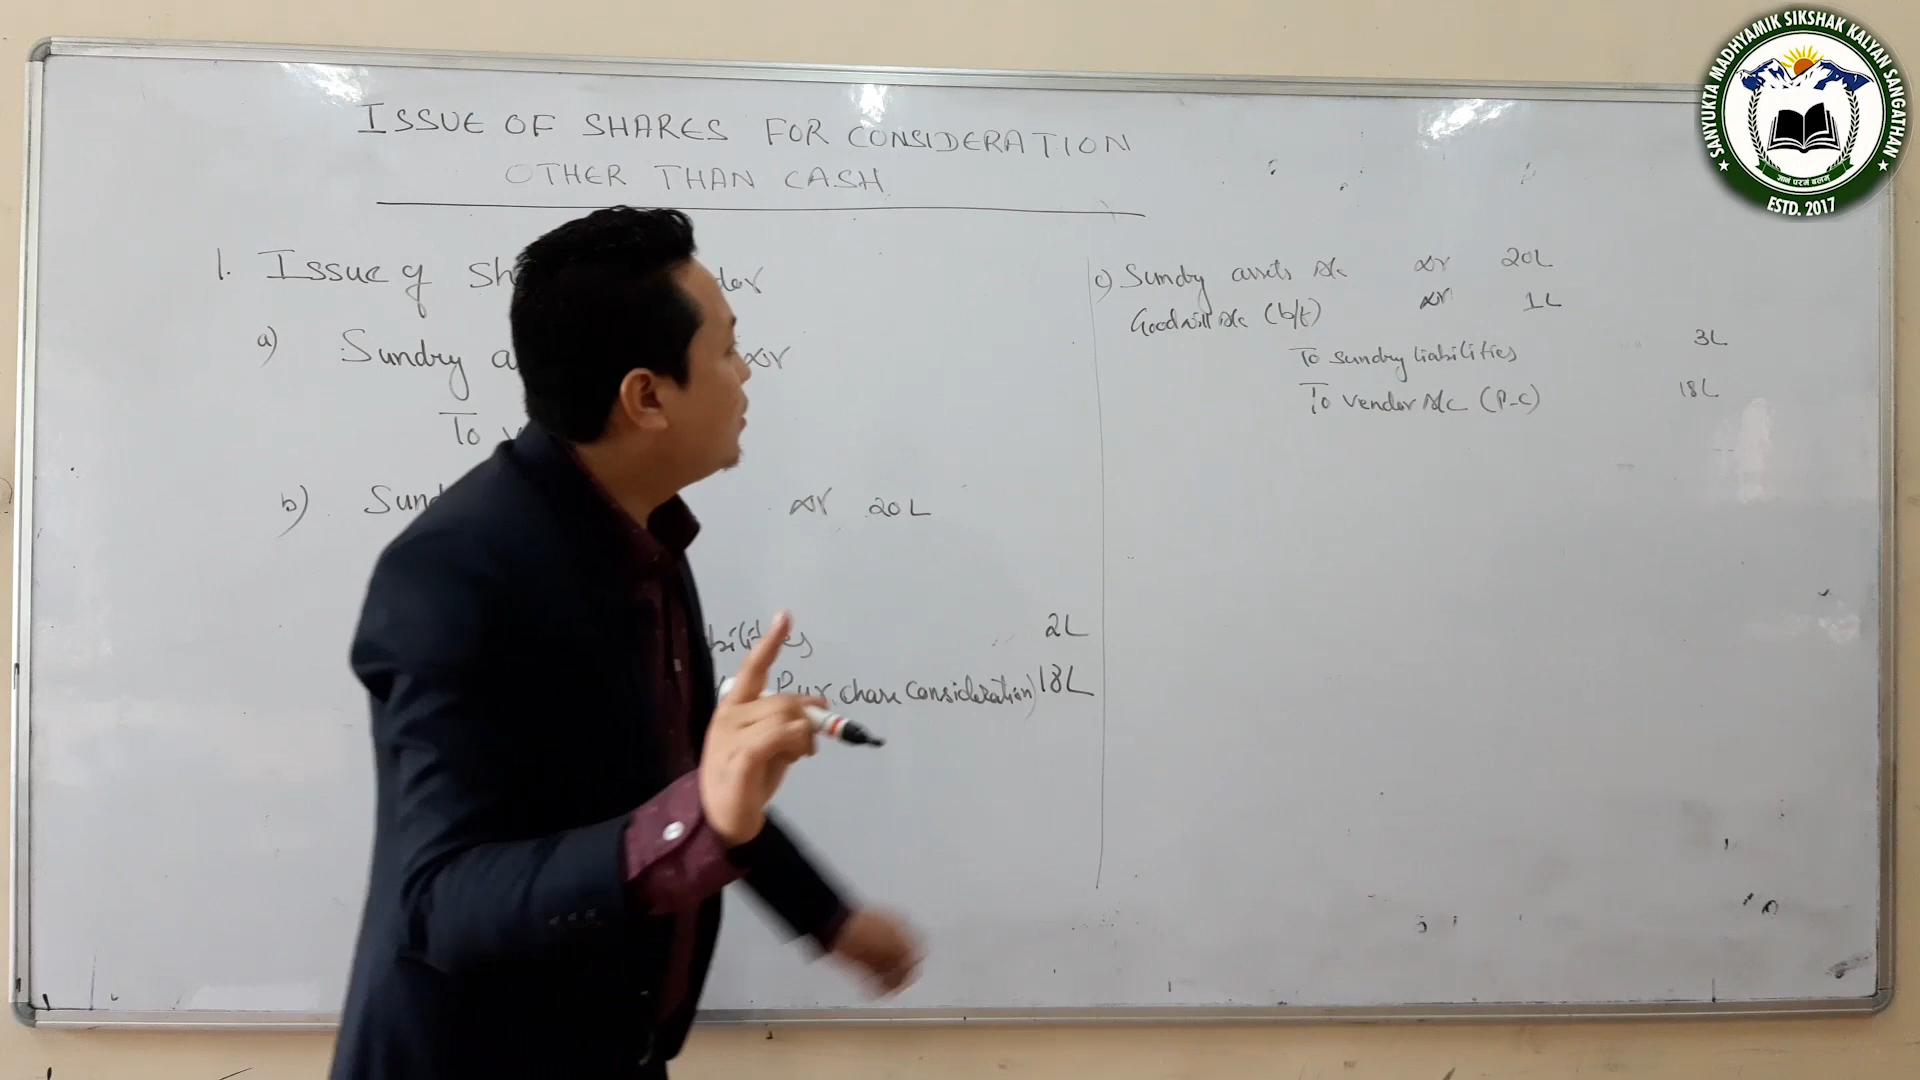 ISSUE OF SHARES FOR CONSIDERATION
OTHER THAN CASH
1. Issue of Sh
a) Sundry a Dr
To v
b) Sund Dr 20L
bilities 2L
Purchase Consideration) 18L
c) Sundry assets A/c Dr 20L
Goodwill A/c (b/f) Dr 1L
To Sundry liabilities 3L
To Vendor A/c (P.C) 18L
SANYUKTA MADHYAMIK SIKSHAK KALYAN SANGATHAN
ज्ञानं परमं बलम्
ESTD. 2017